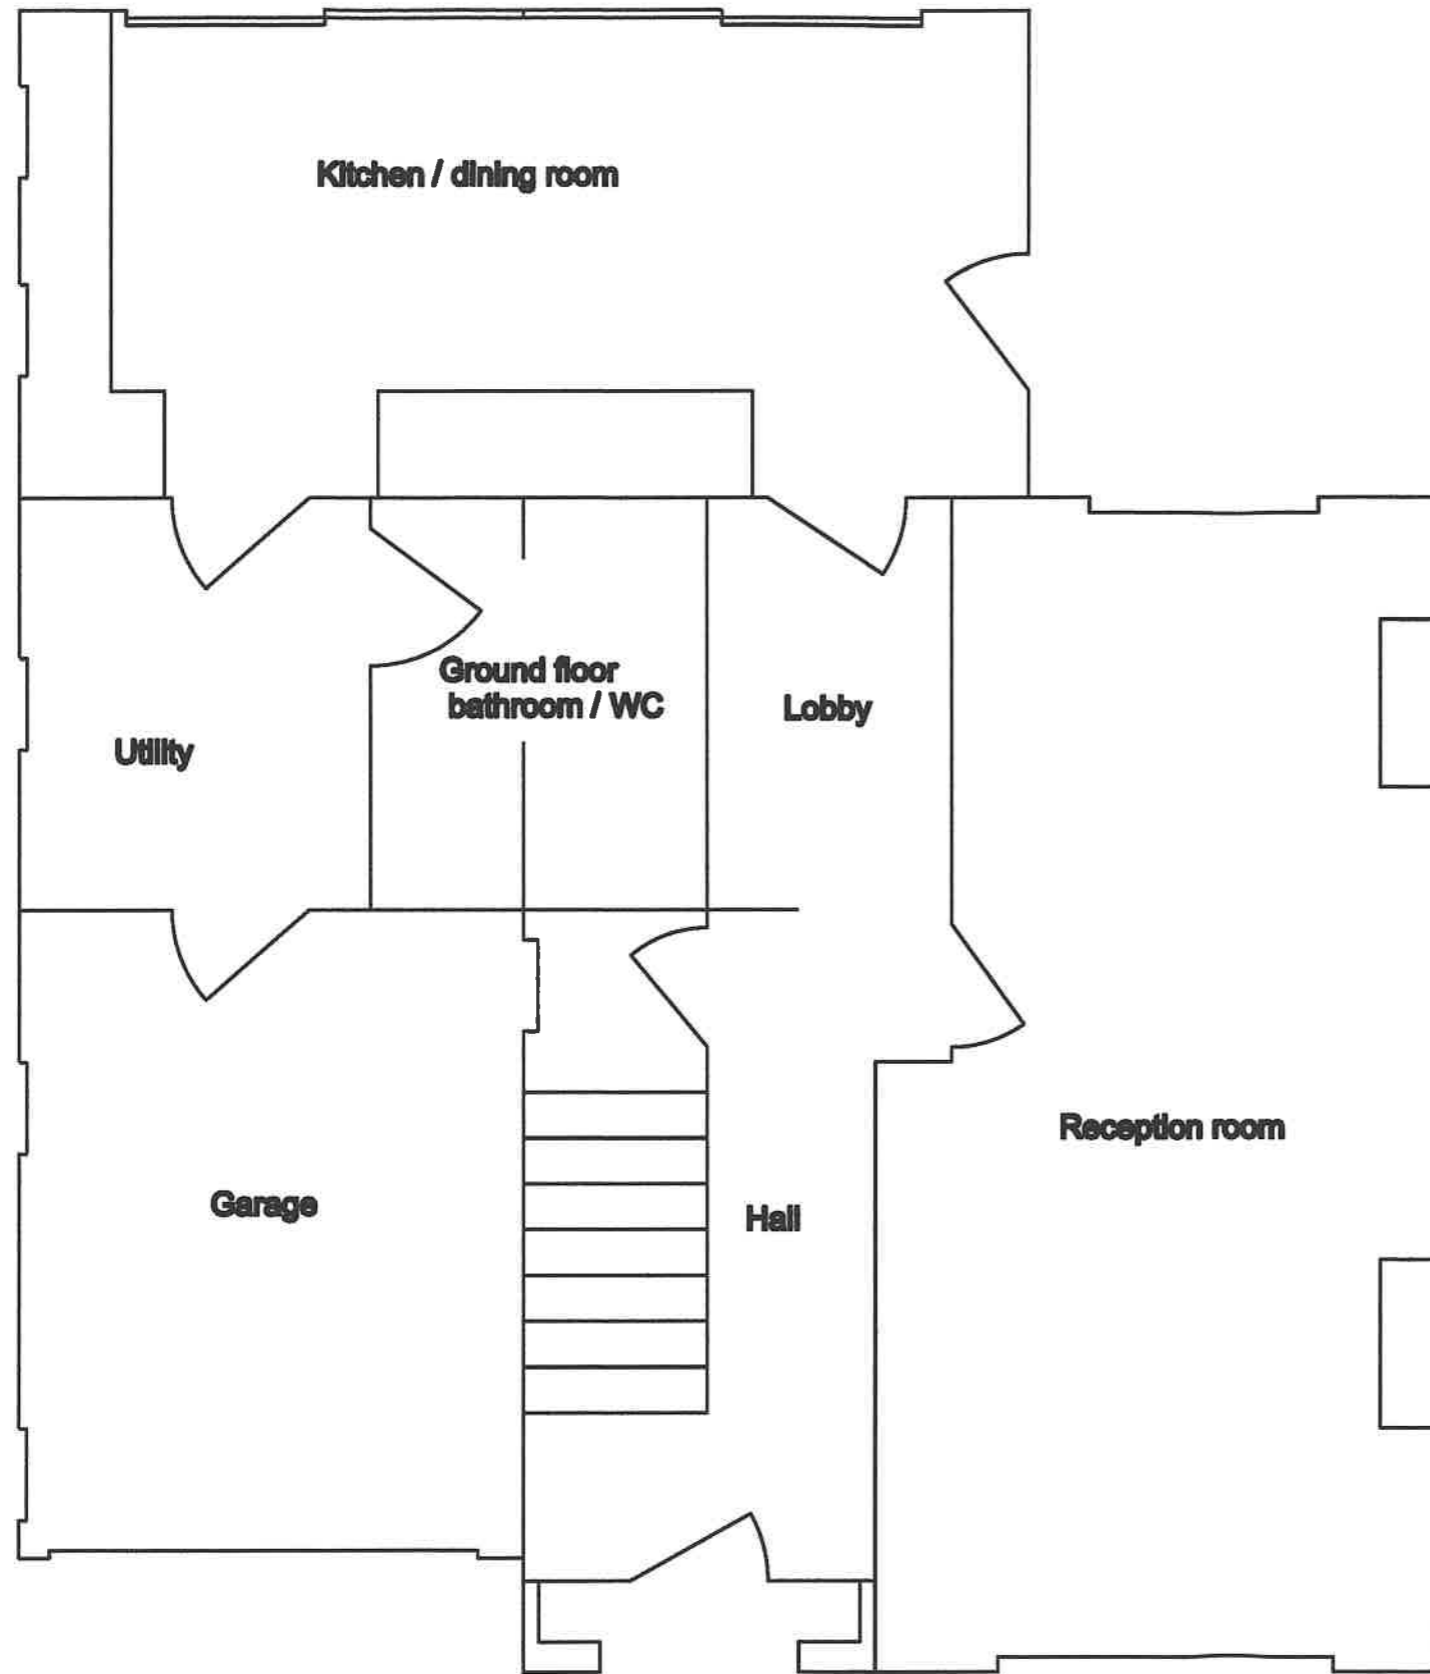 Kitchen / dining room
Ground floor
bathroom / WC
Lobby
Utility
Reception room
Garage
Hall